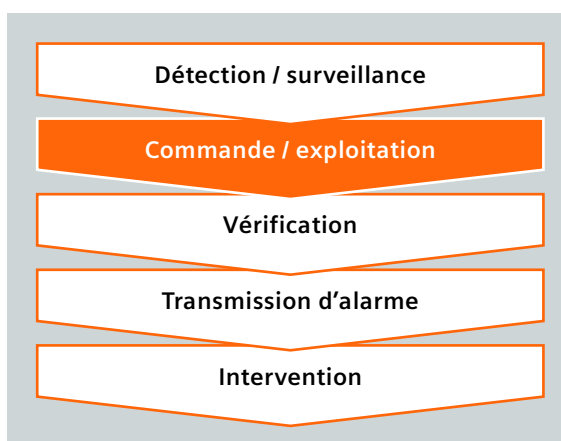 Détection / surveillance
Commande / exploitation
Vérification
Transmission d’alarme
Intervention